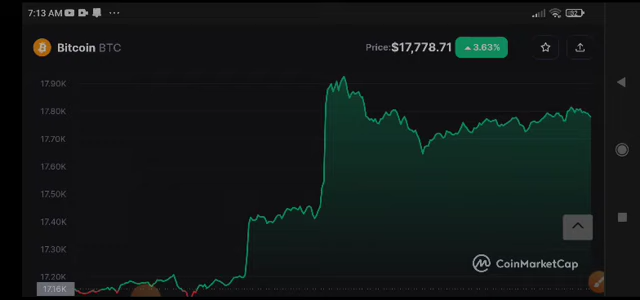 7:13 AM ...
82
Bitcoin BTC
Price: $17,778.71 ▲ 3.63%
17.90K
17.80K
17.70K
17.60K
17.50K
17.40K
17.30K
17.20K
17.16K
CoinMarketCap